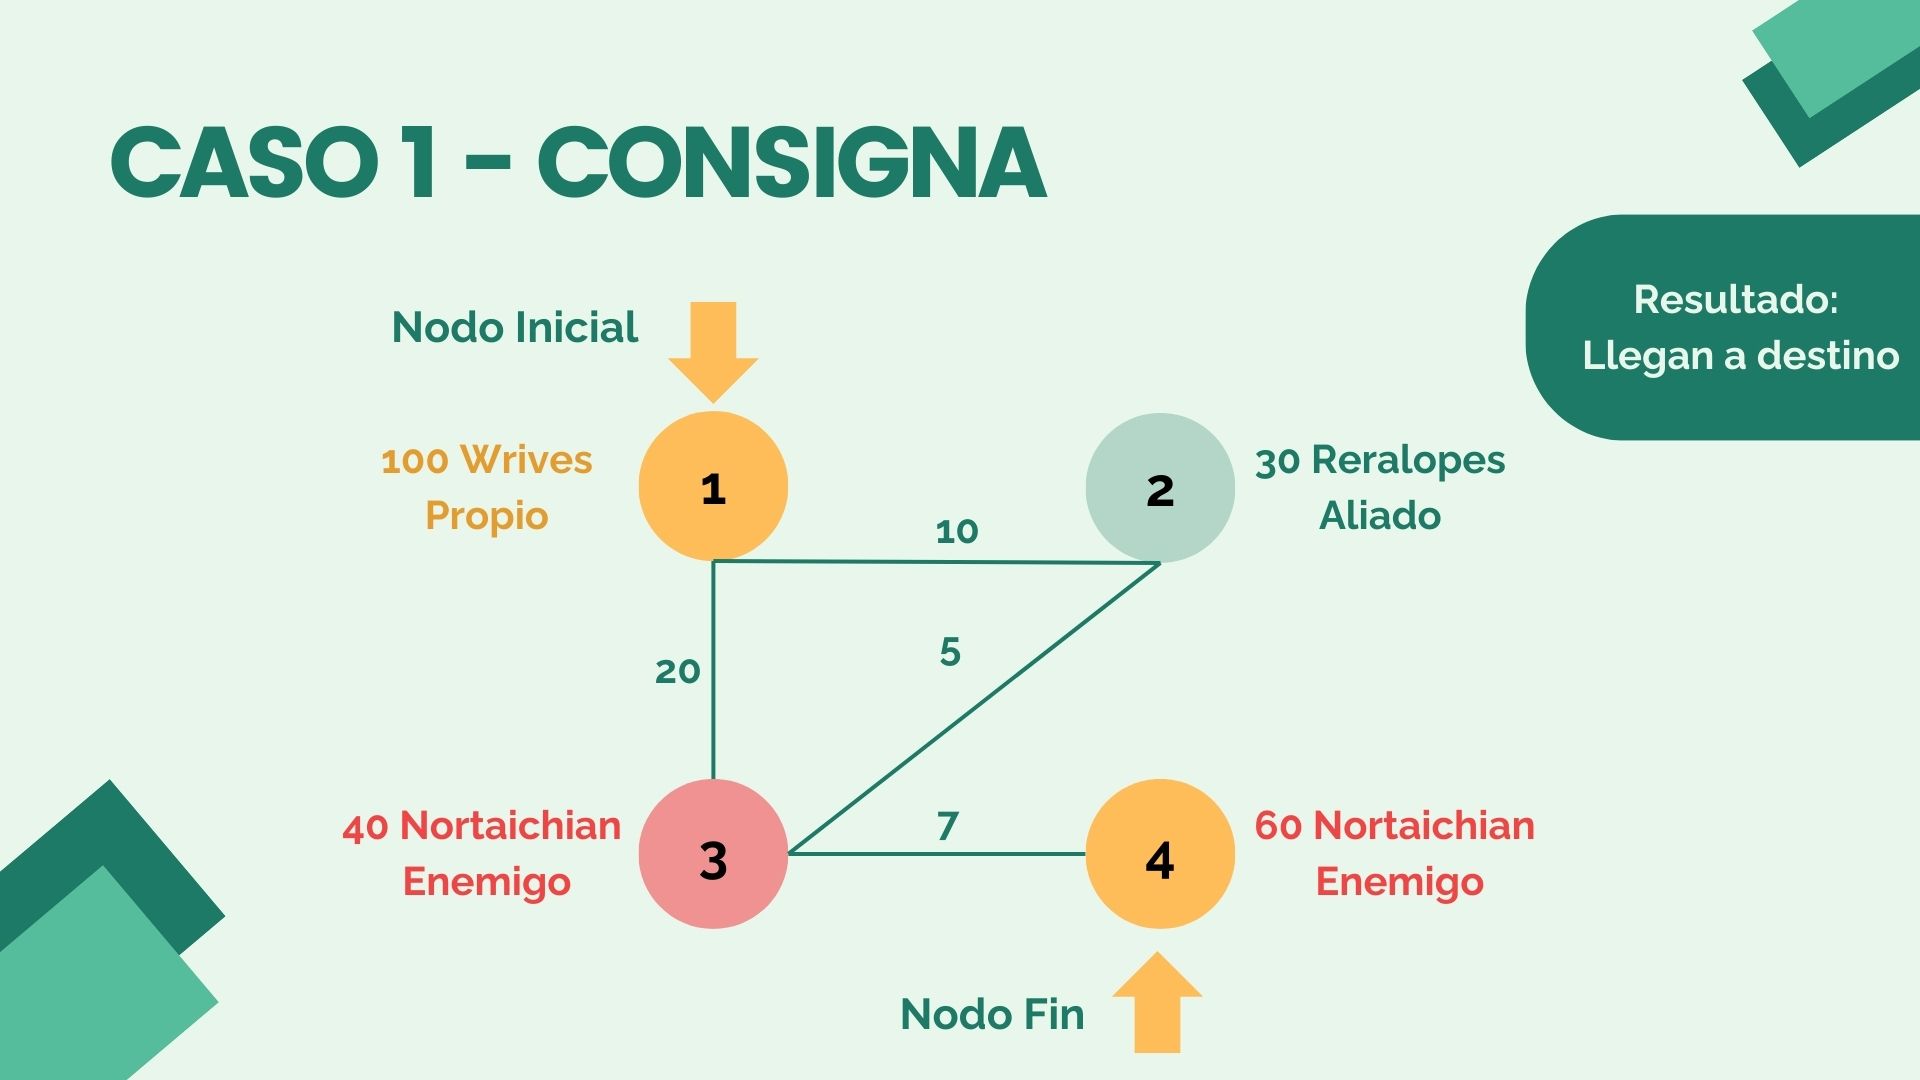 CASO 1 - CONSIGNA
Resultado:
Llegan a destino
Nodo Inicial
100 Wrives
Propio
1
2
30 Reralopes
Aliado
10
20
5
7
40 Nortaichian
Enemigo
3
4
60 Nortaichian
Enemigo
Nodo Fin